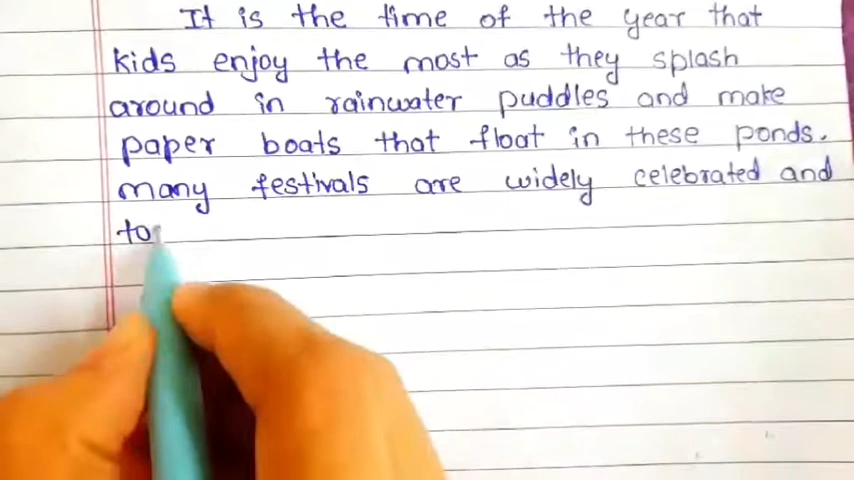 It is the time of the year that
kids enjoy the most as they splash
around in rainwater puddles and make
paper boats that float in these ponds.
many festivals are widely celebrated and
to